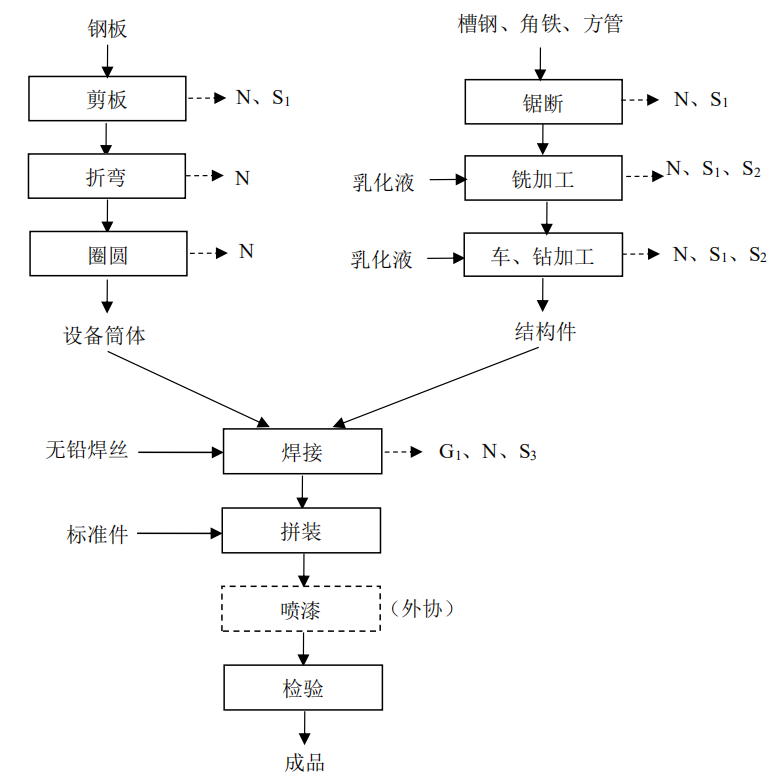 钢板
剪板
N、S1
折弯
N
圈圆
N
设备筒体
槽钢、角铁、方管
锯断
N、S1
乳化液
铣加工
N、S1、S2
乳化液
车、钻加工
N、S1、S2
结构件
无铅焊丝
焊接
G1、N、S3
标准件
拼装
喷漆
（外协）
检验
成品